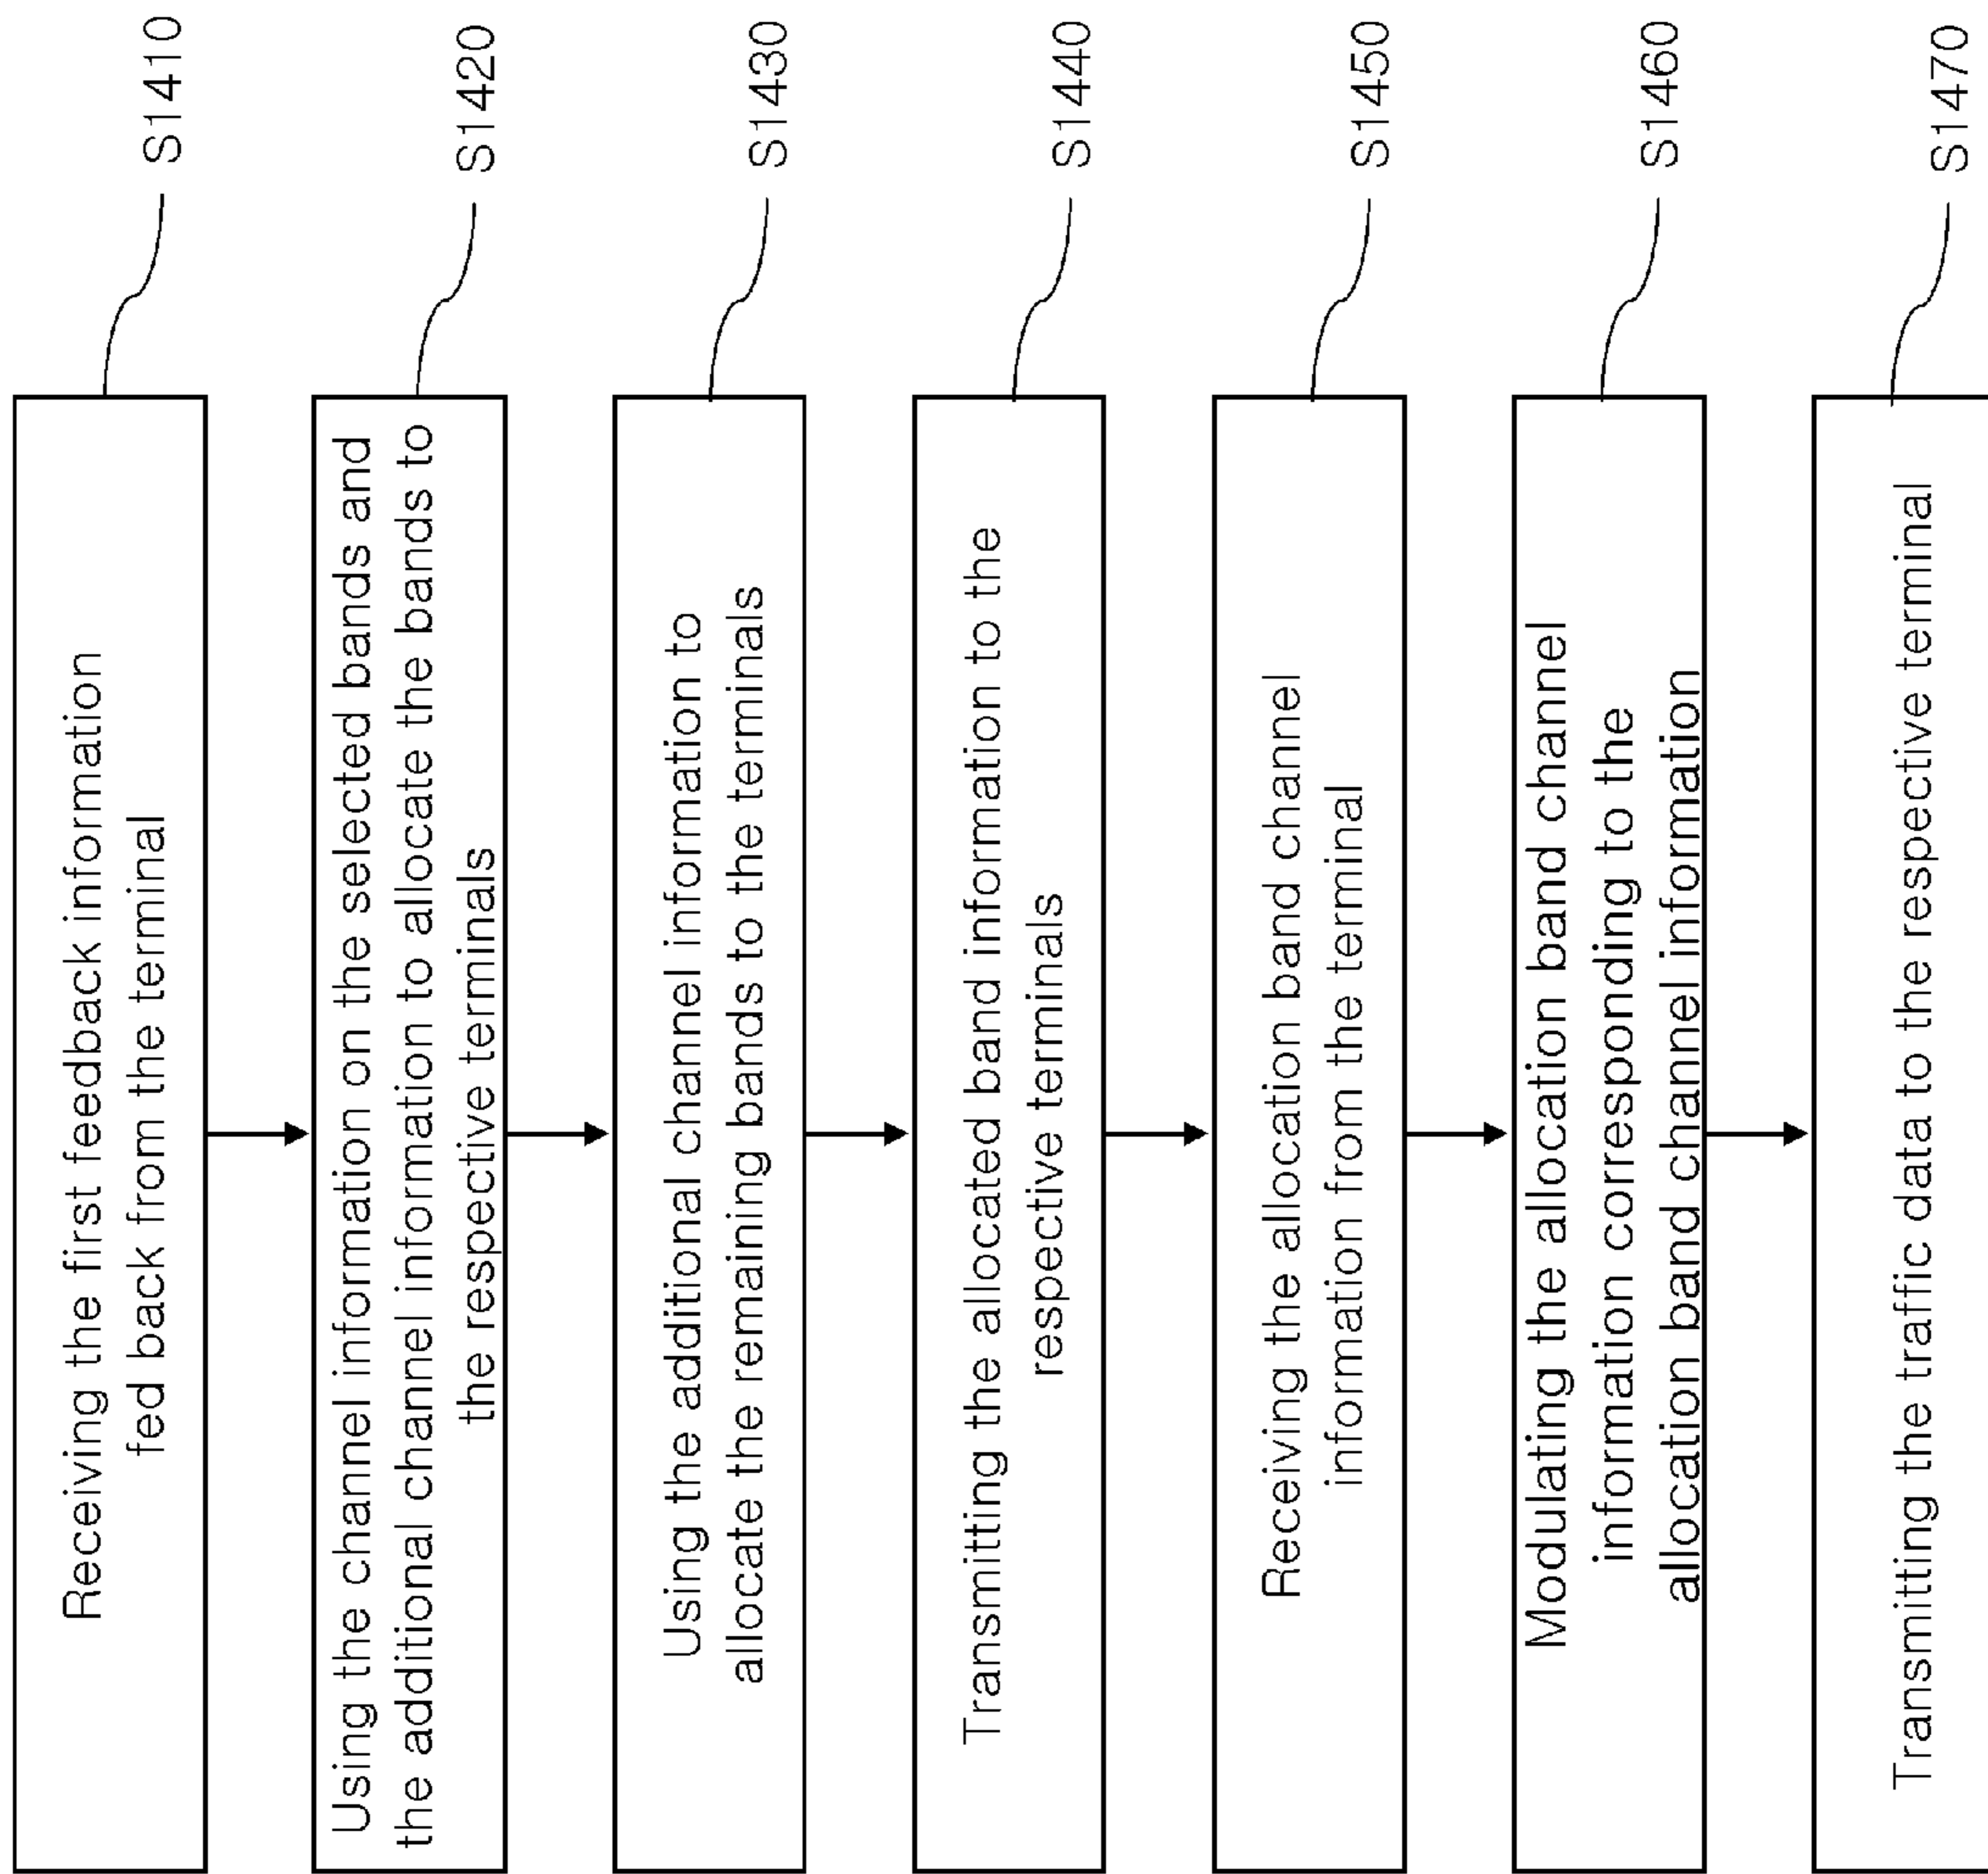 Receiving the first feedback information
fed back from the terminal
S1410
Using the channel information on the selected bands and
the additional channel information to allocate the bands to
the respective terminals
S1420
Using the additional channel information to
allocate the remaining bands to the terminals
S1430
Transmitting the allocated band information to the
respective terminals
S1440
Receiving the allocation band channel
information from the terminal
S1450
Modulating the allocation band channel
information corresponding to the
allocation band channel information
S1460
Transmitting the traffic data to the respective terminal
S1470